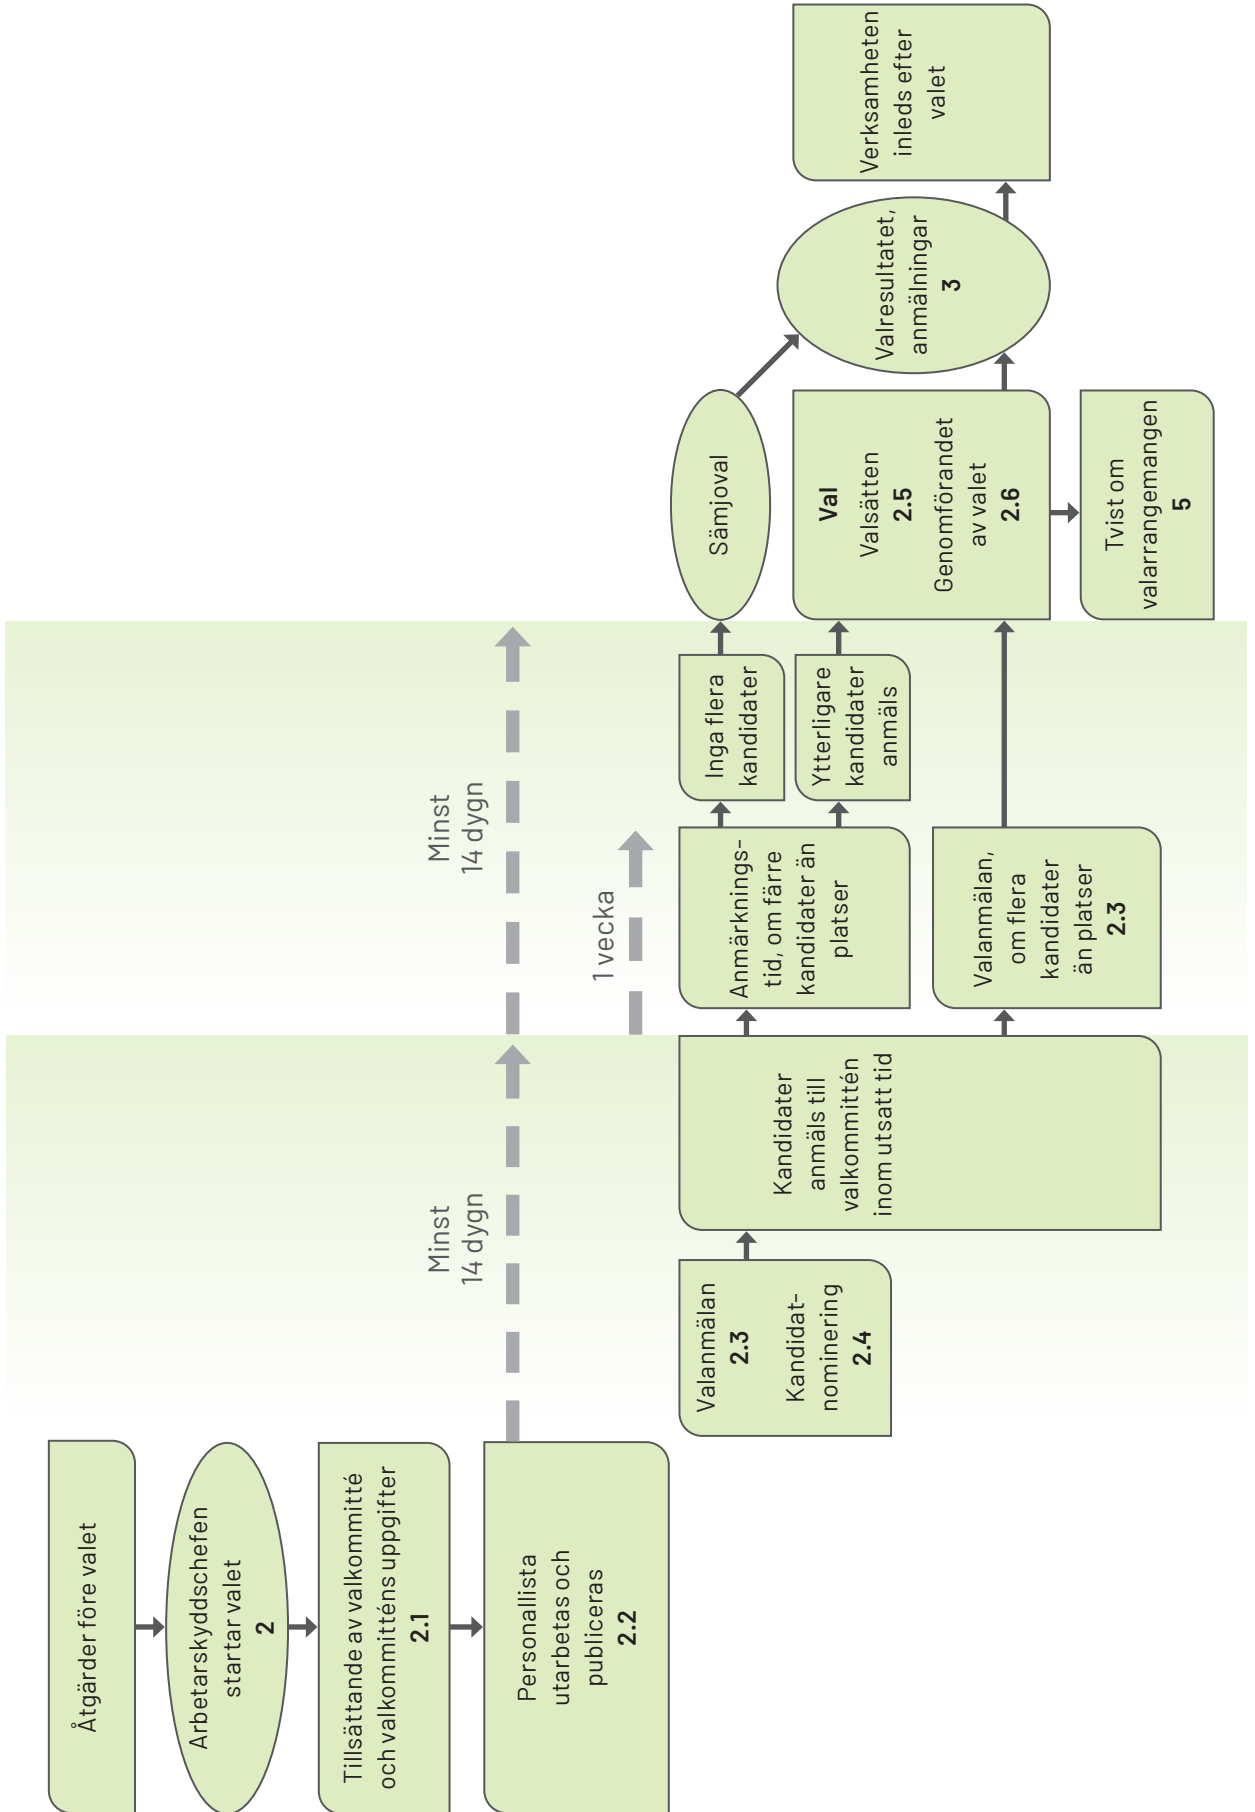 Åtgärder före valet
Arbetarskyddschefen
startar valet
2
Tillsättande av valkommitté
och valkommitténs uppgifter
2.1
Personallista
utarbetas och
publiceras
2.2
Minst
14 dygn
Minst
14 dygn
1 vecka
Valanmälan
2.3
Kandidat-
nominering
2.4
Kandidater
anmäls till
valkommittén
inom utsatt tid
Anmärknings-
tid, om färre
kandidater än
platser
Valanmälan,
om flera
kandidater
än platser
2.3
Inga flera
kandidater
Ytterligare
kandidater
anmäls
Sämjoval
Val
Valsätten
2.5
Genomförandet
av valet
2.6
Tvist om
valarrangemangen
5
Valresultatet,
anmälningar
3
Verksamheten
inleds efter
valet